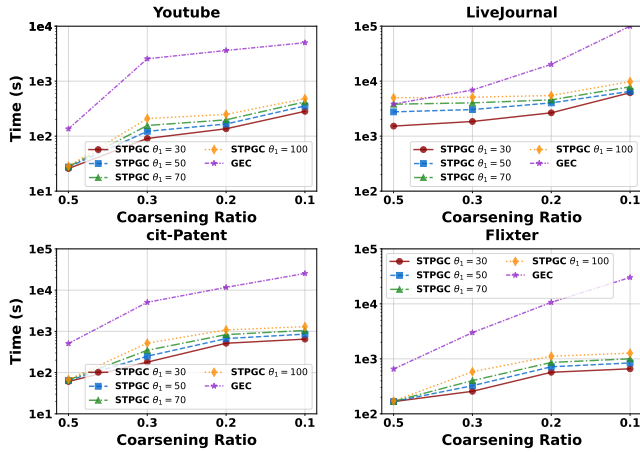 Youtube
1e4
1e3
1e2
1e1
Time (s)
STPGC θ₁ = 30
STPGC θ₁ = 50
STPGC θ₁ = 70
STPGC θ₁ = 100
GEC
0.5 0.3 0.2 0.1
Coarsening Ratio
LiveJournal
1e5
1e4
1e3
1e2
STPGC θ₁ = 30
STPGC θ₁ = 50
STPGC θ₁ = 70
STPGC θ₁ = 100
GEC
0.5 0.3 0.2 0.1
Coarsening Ratio
cit-Patent
1e5
1e4
1e3
1e2
1e1
Time (s)
STPGC θ₁ = 30
STPGC θ₁ = 50
STPGC θ₁ = 70
STPGC θ₁ = 100
GEC
0.5 0.3 0.2 0.1
Coarsening Ratio
Flixter
1e5
1e4
1e3
1e2
STPGC θ₁ = 30
STPGC θ₁ = 50
STPGC θ₁ = 70
STPGC θ₁ = 100
GEC
0.5 0.3 0.2 0.1
Coarsening Ratio